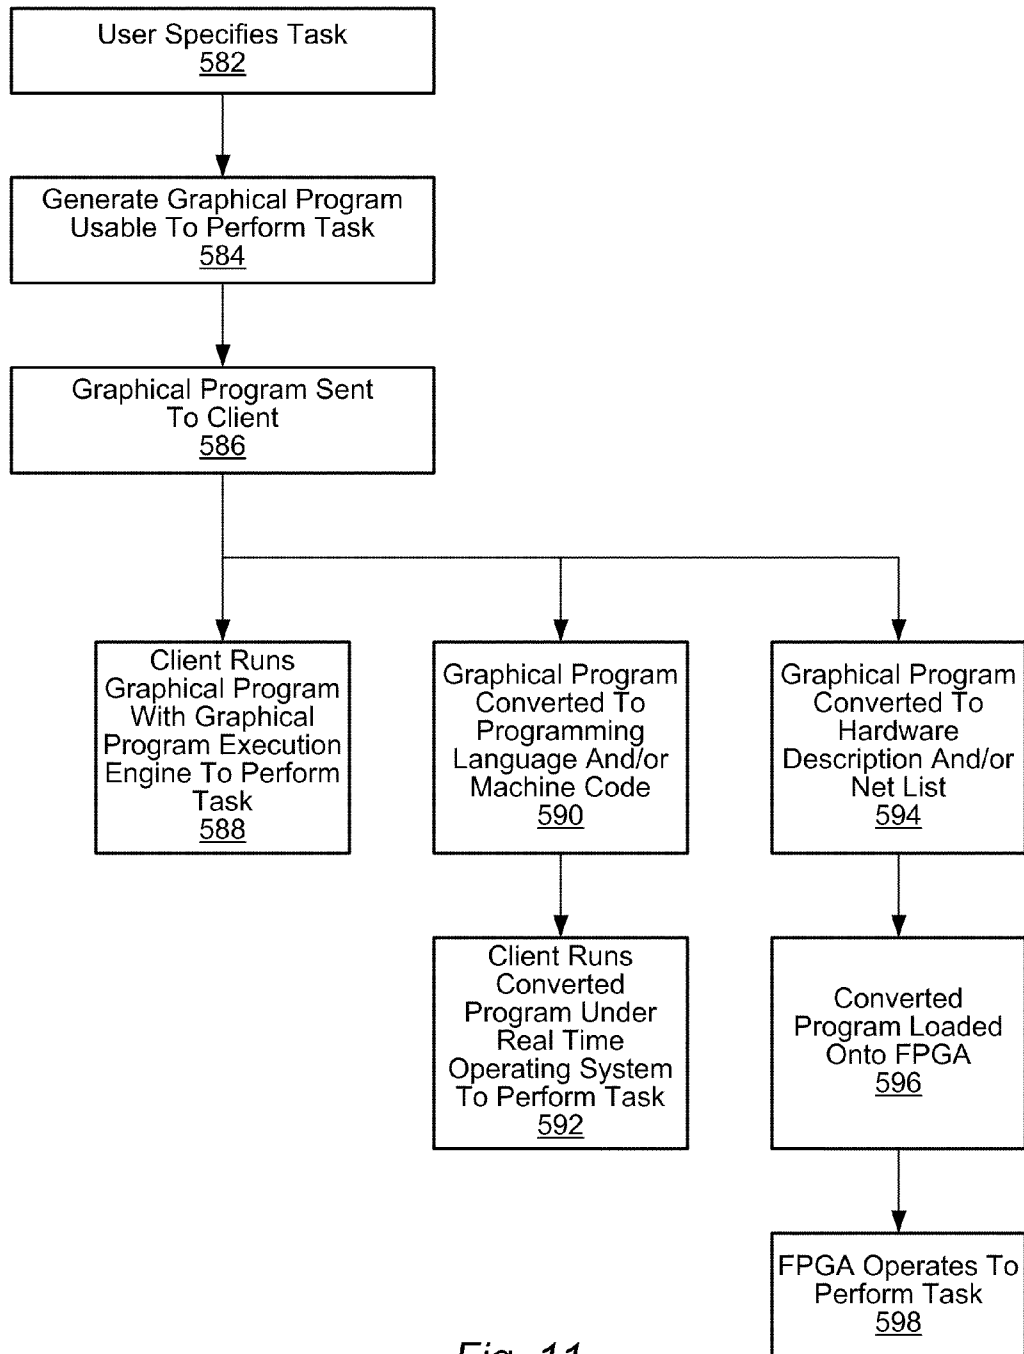 User Specifies Task
582
Generate Graphical Program
Usable To Perform Task
584
Graphical Program Sent
To Client
586
Client Runs
Graphical Program
With Graphical
Program Execution
Engine To Perform
Task
588
Graphical Program
Converted To
Programming
Language And/or
Machine Code
590
Graphical Program
Converted To
Hardware
Description And/or
Net List
594
Client Runs
Converted
Program Under
Real Time
Operating System
To Perform Task
592
Converted
Program Loaded
Onto FPGA
596
FPGA Operates To
Perform Task
598
Fig. 11